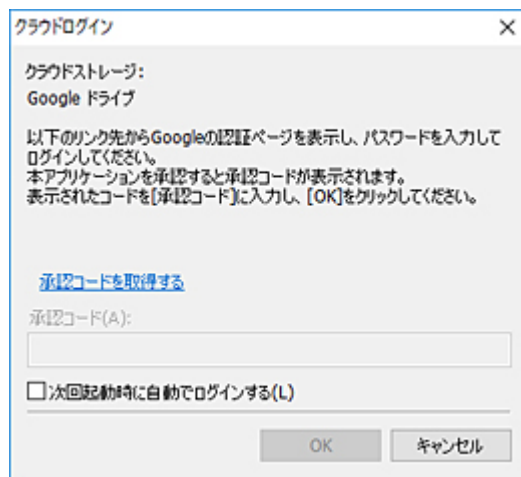 クラウドログイン
クラウドストレージ:
Google ドライブ
以下のリンク先からGoogleの認証ページを表示し、パスワードを入力して
ログインしてください。
本アプリケーションを承認すると承認コードが表示されます。
表示されたコードを[承認コード]に入力し、[OK]をクリックしてください。
承認コードを取得する
承認コード(A):
次回起動時に自動でログインする(L)
OK
キャンセル